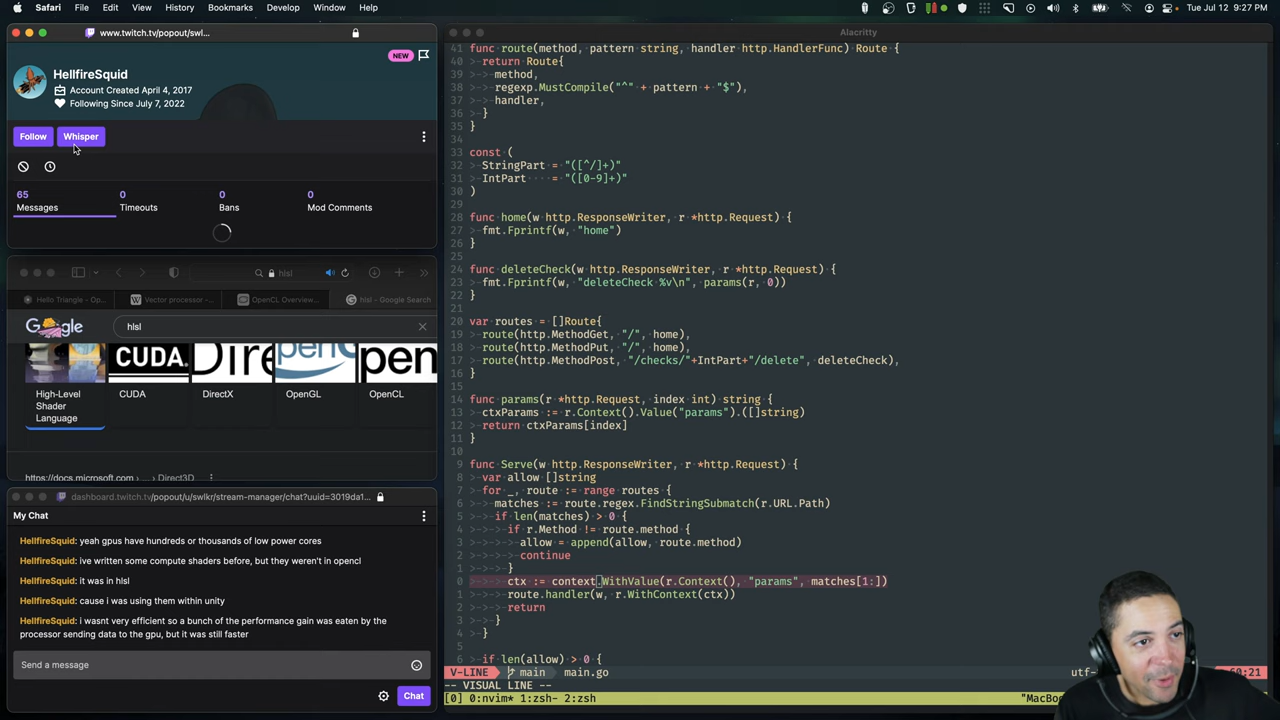 Safari File Edit View History Bookmarks Develop Window Help
Tue Jul 12 9:27 PM
www.twitch.tv/popout/swl...
NEW
HellfireSquid
Account Created April 4, 2017
Following Since July 7, 2022
Follow Whisper
65 0 0 0
Messages Timeouts Bans Mod Comments
hlsl
Hello Triangle - Op... Vector processor -... OpenCL Overview... hlsl - Google Search
Google hlsl
CUDA. OpenCL
High-Level Shader Language CUDA DirectX OpenGL OpenCL
https://docs.microsoft.com › Direct3D
dashboard.twitch.tv/popout/u/swlkr/stream-manager/chat?uuid=3019da1...
My Chat
HellfireSquid: yeah gpus have hundreds or thousands of low power cores
HellfireSquid: ive written some compute shaders before, but they weren't in opencl
HellfireSquid: it was in hlsl
HellfireSquid: cause i was using them within unity
HellfireSquid: i wasnt very efficient so a bunch of the performance gain was eaten by the
processor sending data to the gpu, but it was still faster
Send a message
Chat
Alacritty
41 func route(method, pattern string, handler http.HandlerFunc) Route {
40 return Route{
39 method,
38 regexp.MustCompile("^" + pattern + "$"),
37 handler,
36 }
35 }
34
33 const (
32 StringPart = "([^/]+)"
31 IntPart = "([0-9]+)"
30 )
29
28 func home(w http.ResponseWriter, r *http.Request) {
27 fmt.Fprintf(w, "home")
26 }
25
24 func deleteCheck(w http.ResponseWriter, r *http.Request) {
23 fmt.Fprintf(w, "deleteCheck %v\n", params(r, 0))
22 }
21
20 var routes = []Route{
19 route(http.MethodGet, "/", home),
18 route(http.MethodPut, "/", home),
17 route(http.MethodPost, "/checks/"+IntPart+"/delete", deleteCheck),
16 }
15
14 func params(r *http.Request, index int) string {
13 ctxParams := r.Context().Value("params").([]string)
12 return ctxParams[index]
11 }
10
9 func Serve(w http.ResponseWriter, r *http.Request) {
8 var allow []string
7 for _, route := range routes {
6 matches := route.regex.FindStringSubmatch(r.URL.Path)
5 if len(matches) > 0 {
4 if r.Method != route.method {
3 allow = append(allow, route.method)
2 continue
1 }
0 ctx := context.WithValue(r.Context(), "params", matches[1:])
1 route.handler(w, r.WithContext(ctx))
2 return
3 }
4 }
5
6 if len(allow) > 0 {
V-LINE main main.go utf-
-- VISUAL LINE --
[0] 0:nvim* 1:zsh- 2:zsh "MacBo